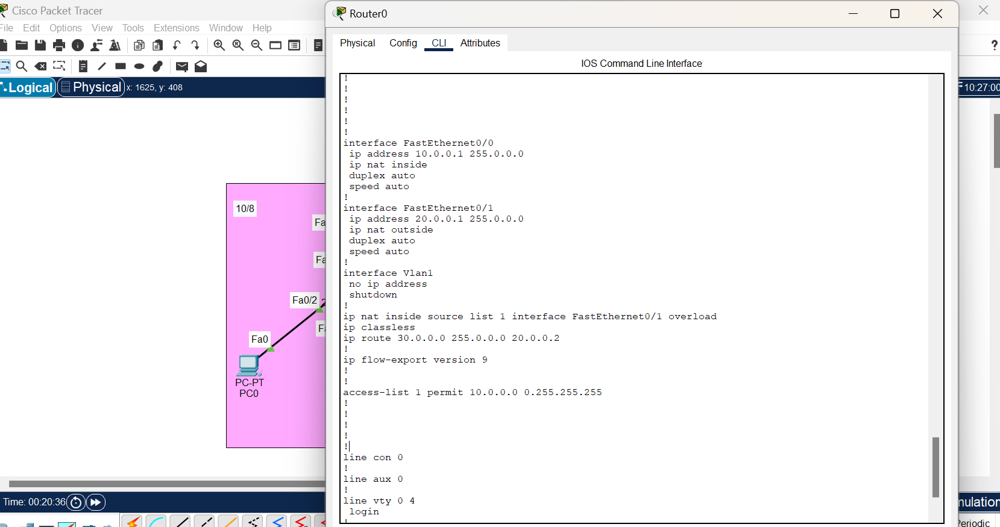 Cisco Packet Tracer
File Edit Options View Tools Extensions Window Help
?
Logical
Physical
x: 1625, y: 408
10:27:00
10/8
Fa
Fa
Fa0/2
2
F
Fa0
PC-PT
PC0
Time: 00:20:36
Router0
Physical Config CLI Attributes
IOS Command Line Interface
!
!
!
!
!
!
interface FastEthernet0/0
ip address 10.0.0.1 255.0.0.0
ip nat inside
duplex auto
speed auto
!
interface FastEthernet0/1
ip address 20.0.0.1 255.0.0.0
ip nat outside
duplex auto
speed auto
!
interface Vlan1
no ip address
shutdown
!
ip nat inside source list 1 interface FastEthernet0/1 overload
ip classless
ip route 30.0.0.0 255.0.0.0 20.0.0.2
!
ip flow-export version 9
!
!
access-list 1 permit 10.0.0.0 0.255.255.255
!
!
!
!
!
line con 0
!
line aux 0
!
line vty 0 4
login
!
mulation
Periodic